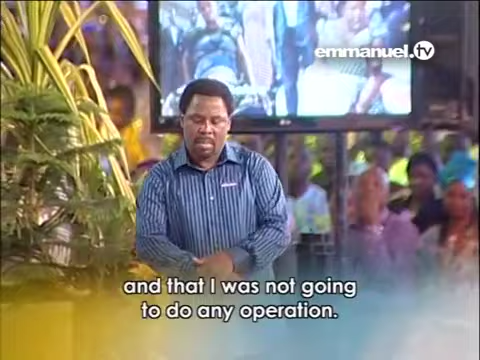 emmanuel.tv
and that I was not going
to do any operation.